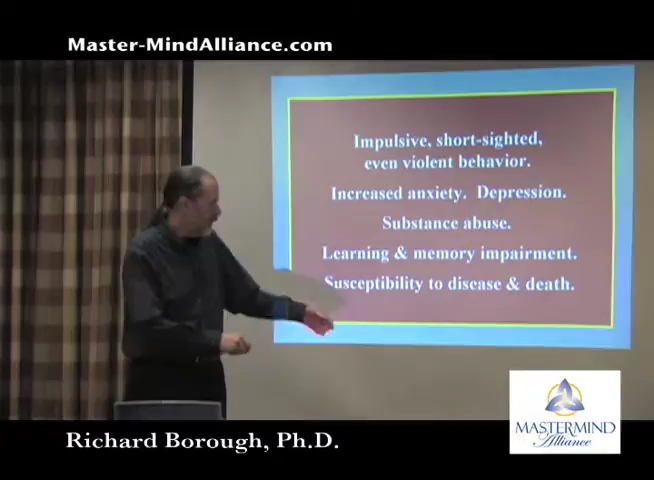 Master-MindAlliance.com
Impulsive, short-sighted,
even violent behavior.
Increased anxiety. Depression.
Substance abuse.
Learning & memory impairment.
Susceptibility to disease & death.
MASTERMIND
Alliance
Richard Borough, Ph.D.